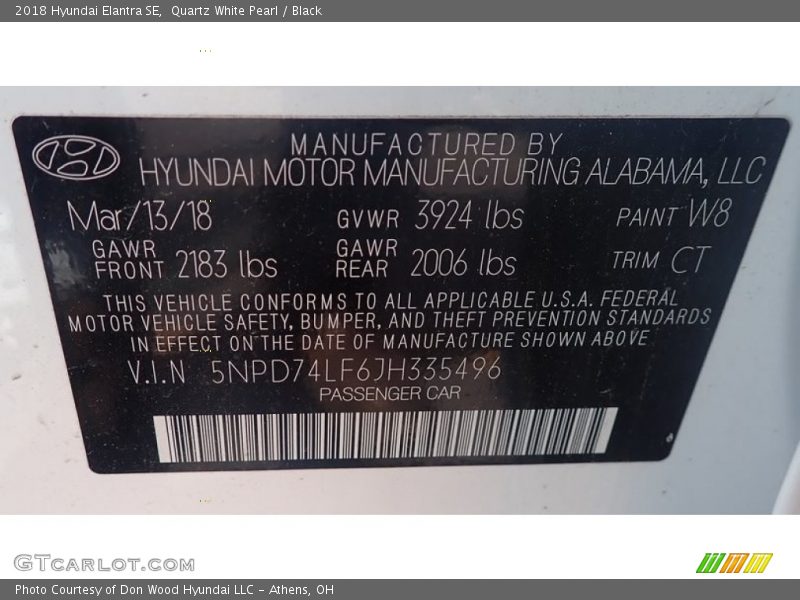 2018 Hyundai Elantra SE,  Quartz White Pearl / Black
MANUFACTURED BY
HYUNDAI MOTOR MANUFACTURING ALABAMA, LLC
Mar/13/18 GVWR 3924 lbs PAINT W8
GAWR FRONT 2183 lbs GAWR REAR 2006 lbs TRIM CT
THIS VEHICLE CONFORMS TO ALL APPLICABLE U.S.A. FEDERAL
MOTOR VEHICLE SAFETY, BUMPER, AND THEFT PREVENTION STANDARDS
IN EFFECT ON THE DATE OF MANUFACTURE SHOWN ABOVE
V.I.N 5NPD74LF6JH335496
PASSENGER CAR
GTCARLOT.COM
Photo Courtesy of Don Wood Hyundai LLC - Athens, OH